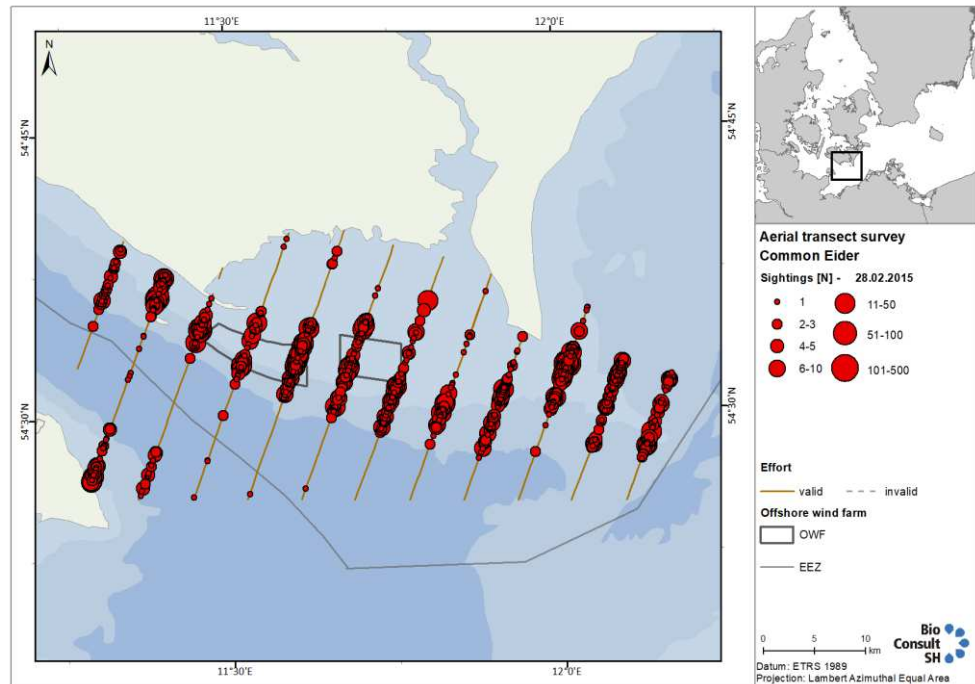 11°30'E
12°0'E
N
54°45'N
54°45'N
54°30'N
54°30'N
11°30'E
12°0'E
Aerial transect survey
Common Eider
Sightings [N] - 28.02.2015
1
11-50
2-3
51-100
4-5
101-500
6-10
Effort
valid
invalid
Offshore wind farm
OWF
EEZ
0 5 10
km
Bio
Consult
SH
Datum: ETRS 1989
Projection: Lambert Azimuthal Equal Area